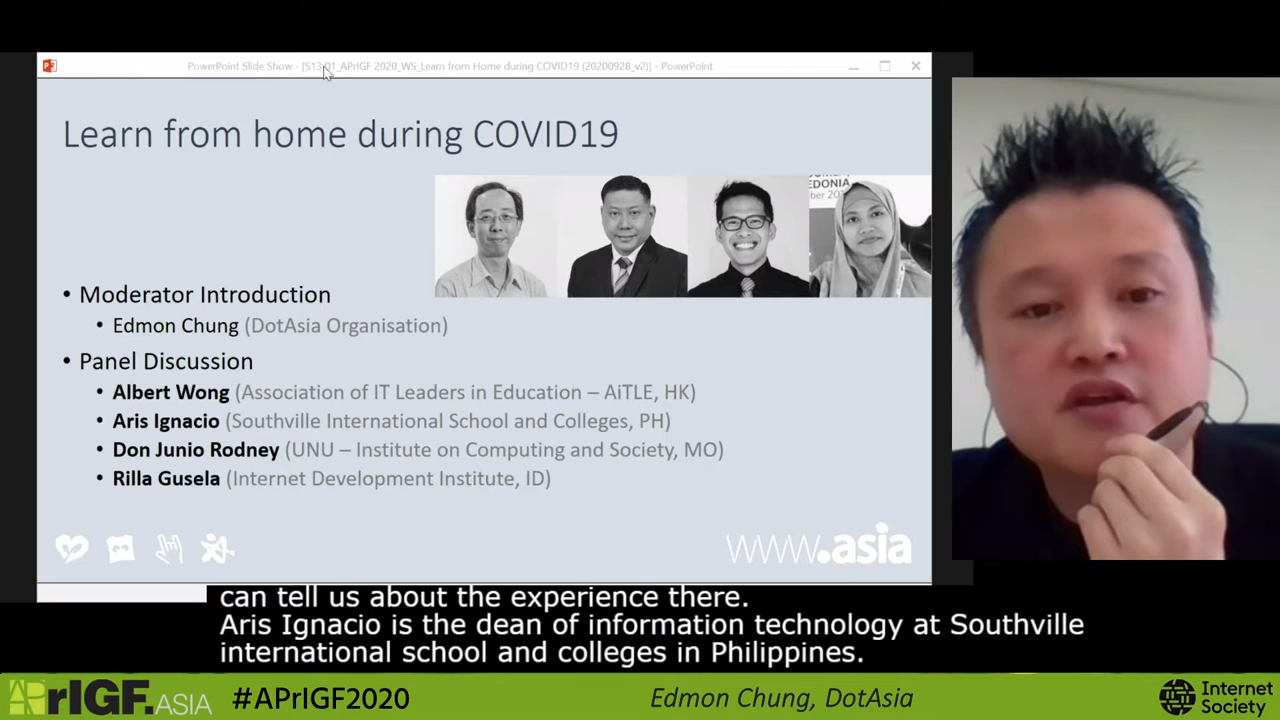 PowerPoint Slide Show - [S13_01_APrIGF 2020_WS_Learn from Home during COVID19 (20200928_v2)] - PowerPoint
Learn from home during COVID19
EDONIA
• Moderator Introduction
• Edmon Chung (DotAsia Organisation)
• Panel Discussion
• Albert Wong (Association of IT Leaders in Education – AiTLE, HK)
• Aris Ignacio (Southville International School and Colleges, PH)
• Don Junio Rodney (UNU – Institute on Computing and Society, MO)
• Rilla Gusela (Internet Development Institute, ID)
www.asia
can tell us about the experience there.
Aris Ignacio is the dean of information technology at Southville
international school and colleges in Philippines.
APrIGF.ASIA
#APrIGF2020
Edmon Chung, DotAsia
Internet
Society